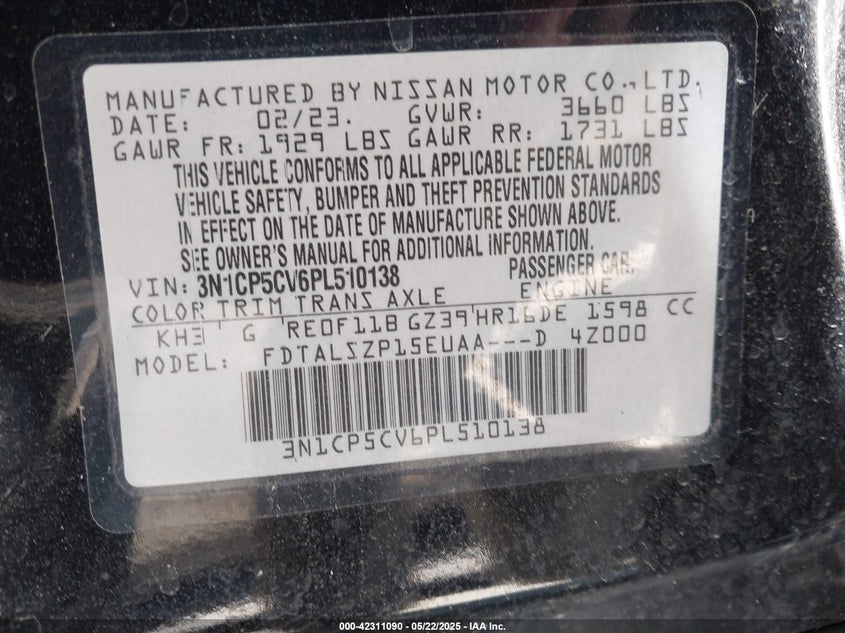 MANUFACTURED BY NISSAN MOTOR CO., LTD.
DATE: 02/23. GVWR: 3660 LBS
GAWR FR: 1929 LBS GAWR RR: 1731 LBS
THIS VEHICLE CONFORMS TO ALL APPLICABLE FEDERAL MOTOR
VEHICLE SAFETY, BUMPER AND THEFT PREVENTION STANDARDS
IN EFFECT ON THE DATE OF MANUFACTURE SHOWN ABOVE.
SEE OWNER'S MANUAL FOR ADDITIONAL INFORMATION.
VIN: 3N1CP5CV6PL510138 PASSENGER CAR.
COLOR TRIM TRANS AXLE ENGINE
KH3 G RE0F11B GZ39 HR16DE 1598 CC
MODEL: FDTALSZP15EUAA---D 4Z000
3N1CP5CV6PL510138
000-42311090 - 05/22/2025 - IAA Inc.